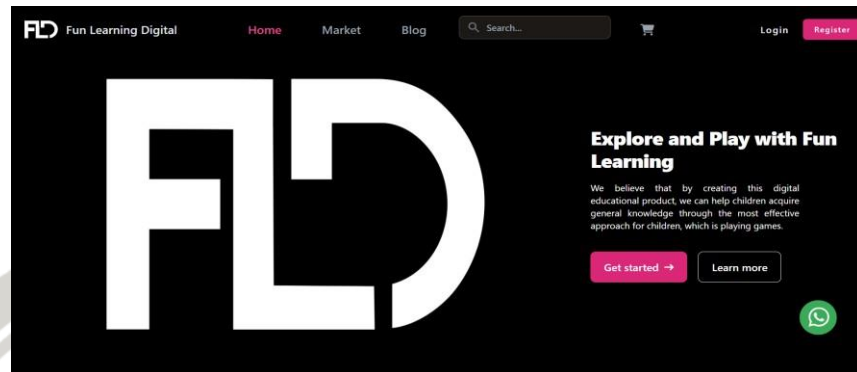 FLD Fun Learning Digital Home Market Blog Search... Login Register
FLD
Explore and Play with Fun
Learning
We believe that by creating this digital
educational product, we can help children acquire
general knowledge through the most effective
approach for children, which is playing games.
Get started → Learn more